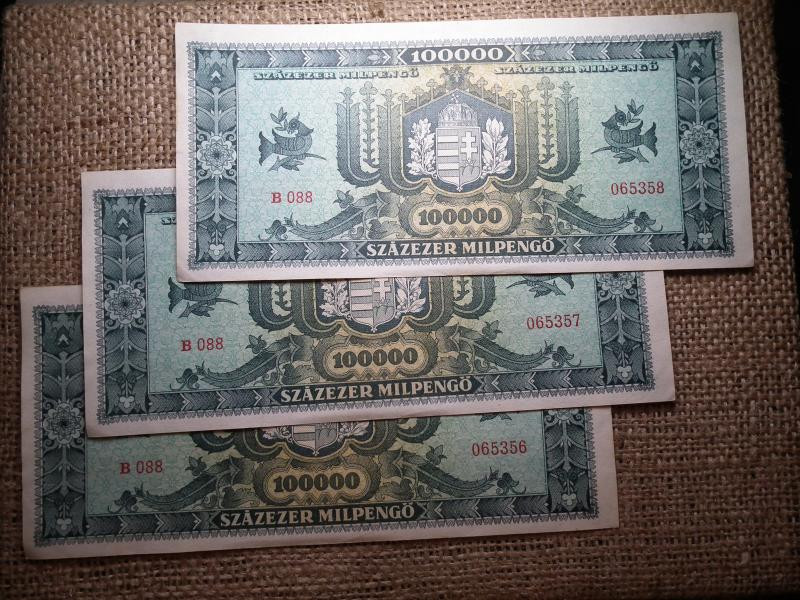 100000
SZÁZEZER MILPENGŐ SZÁZEZER MILPENGŐ
B 088 065358
100000
SZÁZEZER MILPENGŐ
B 088 065357
100000
SZÁZEZER MILPENGŐ
B 088 065356
100000
SZÁZEZER MILPENGŐ